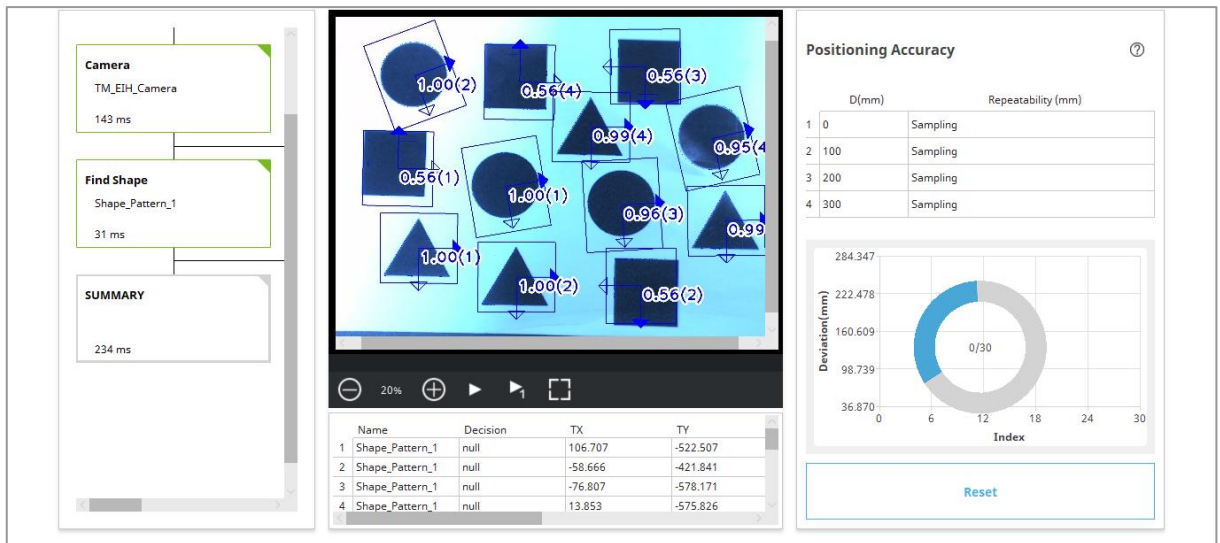 Camera
TM_EIH_Camera
143 ms
Find Shape
Shape_Pattern_1
31 ms
SUMMARY
234 ms
1.00(2)
0.56(4)
0.56(3)
0.99(4)
0.95(4
0.56(1)
1.00(1)
0.96(3)
0.99
1.00(1)
1.00(2)
0.56(2)
20%
1
Name Decision TX TY
1 Shape_Pattern_1 null 106.707 -522.507
2 Shape_Pattern_1 null -58.666 -421.841
3 Shape_Pattern_1 null -76.807 -578.171
4 Shape_Pattern_1 null 13.853 -575.826
Positioning Accuracy ?
D(mm) Repeatability (mm)
1 0 Sampling
2 100 Sampling
3 200 Sampling
4 300 Sampling
Deviation(mm)
284.347
222.478
160.609
98.739
36.870
0/30
0 6 12 18 24 30
Index
Reset